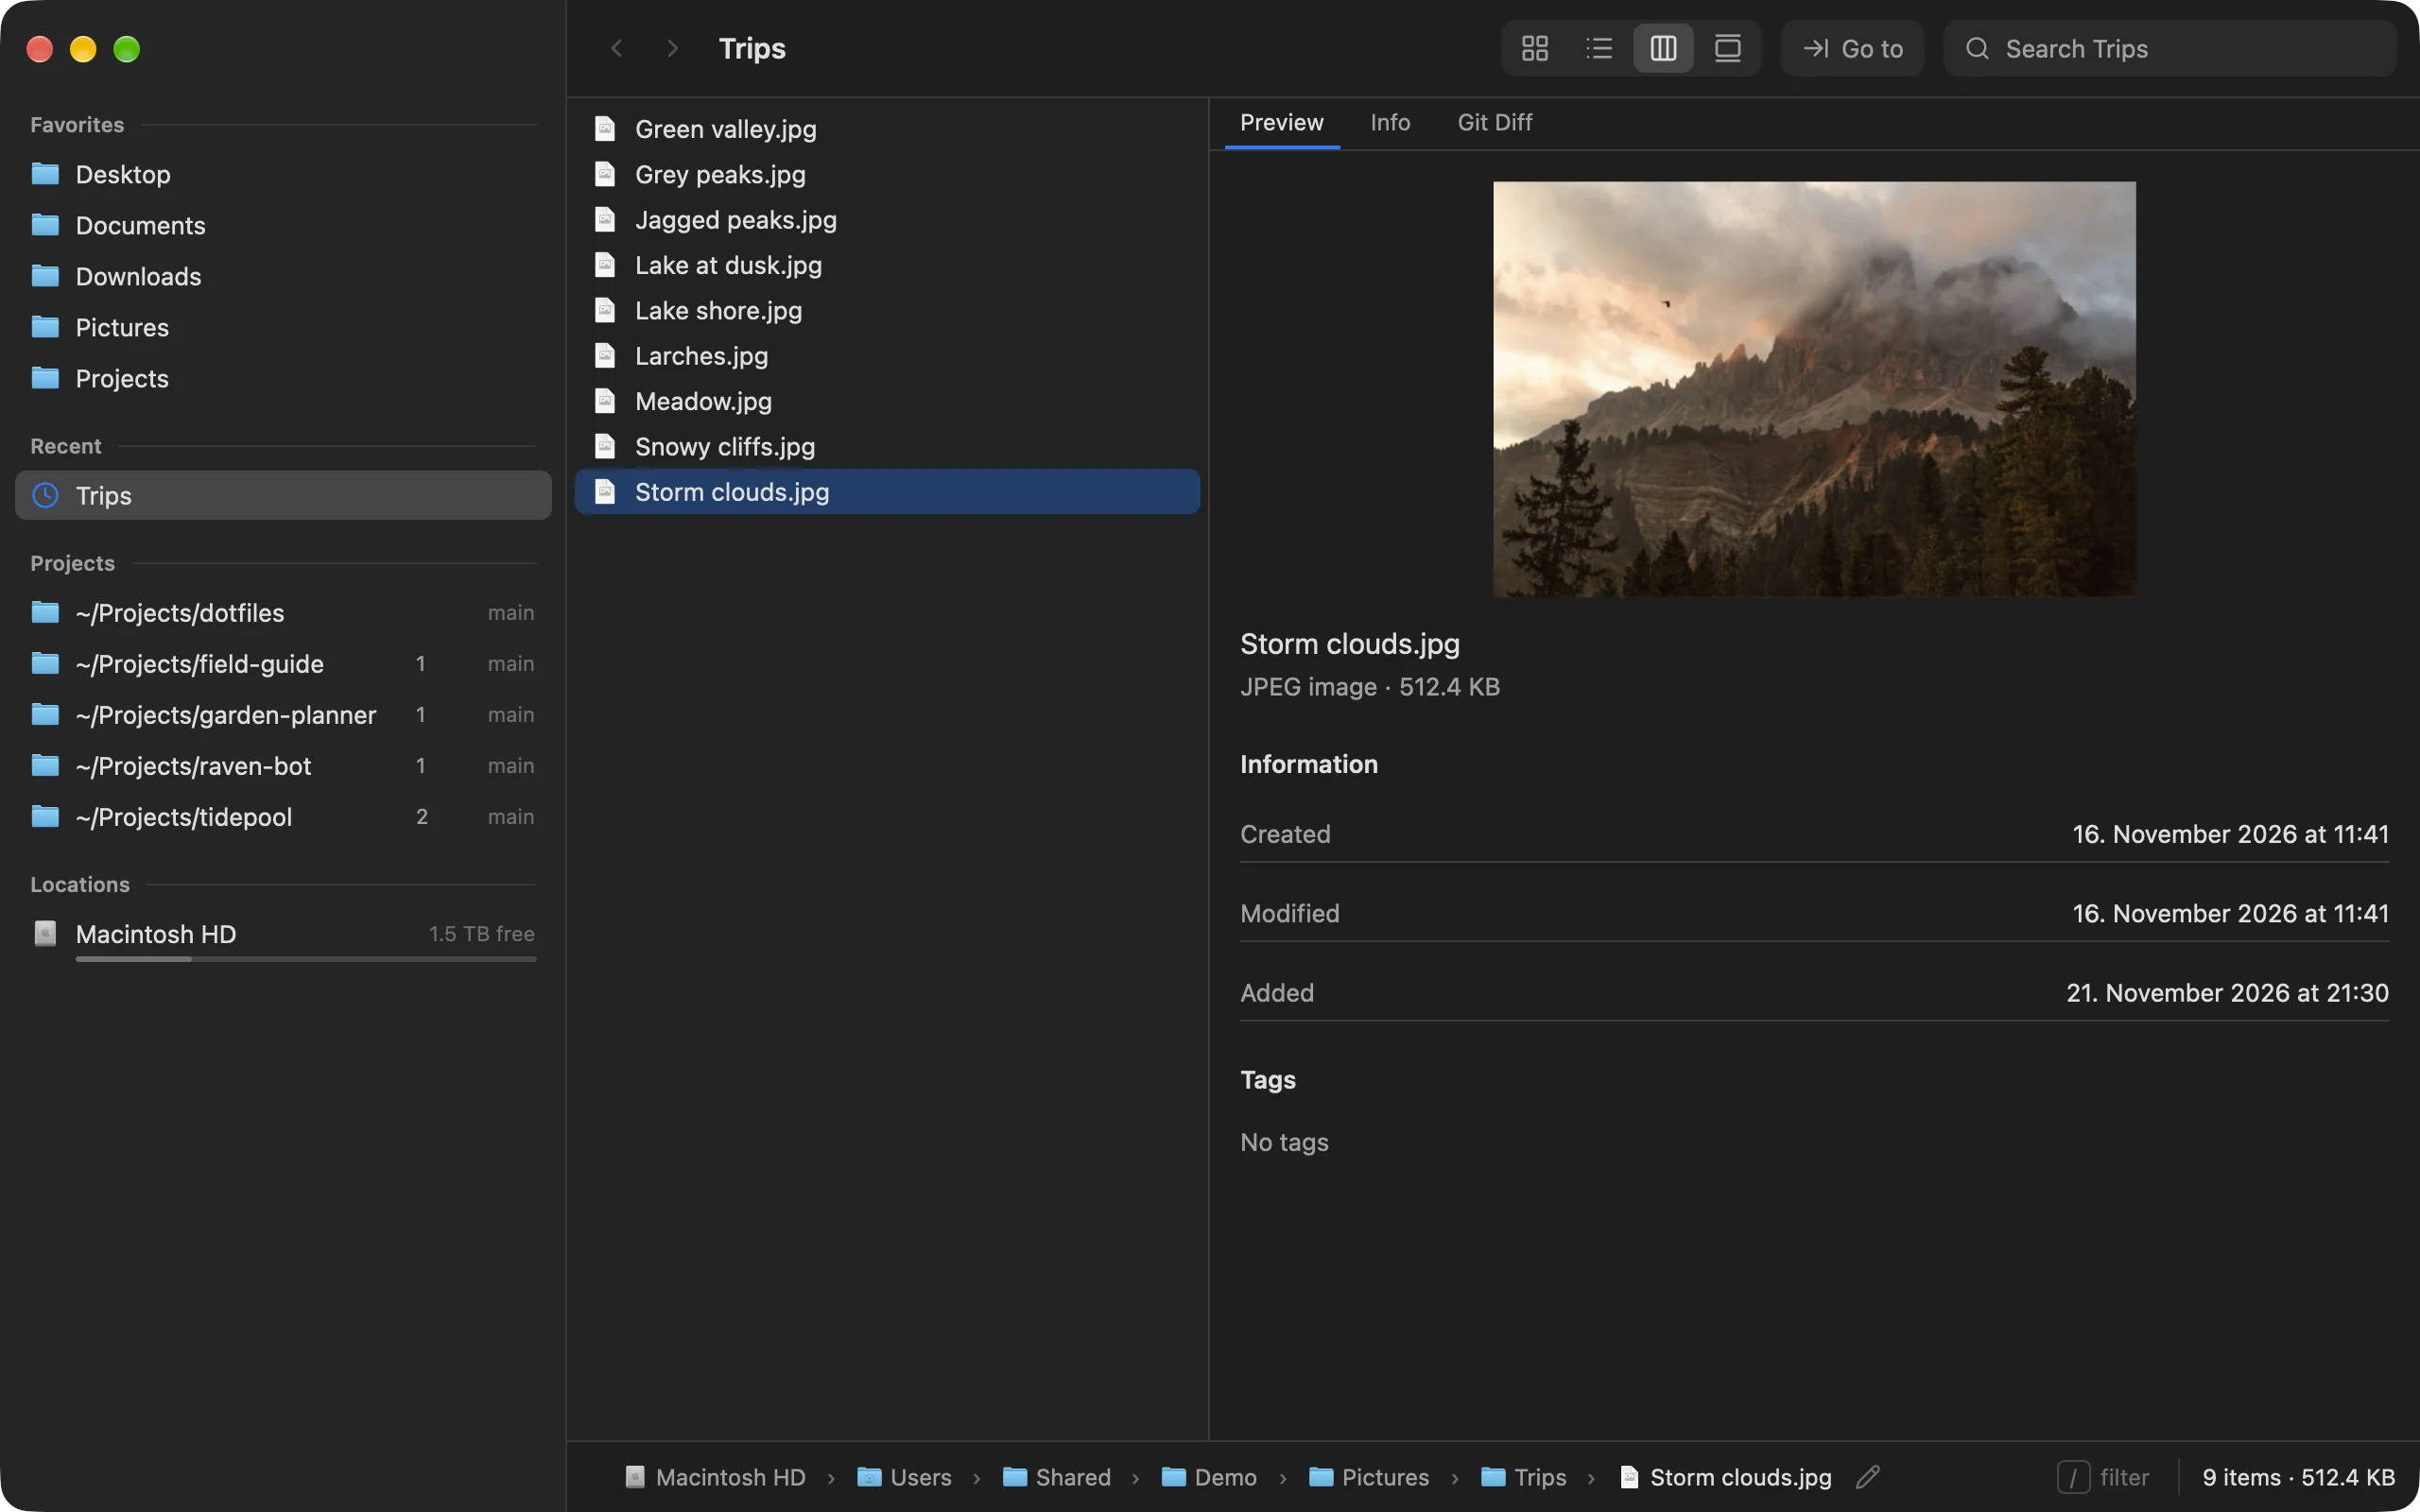 Trips
Go to
Search Trips
Favorites
Desktop
Documents
Downloads
Pictures
Projects
Recent
Trips
Projects
~/Projects/dotfiles main
~/Projects/field-guide 1 main
~/Projects/garden-planner 1 main
~/Projects/raven-bot 1 main
~/Projects/tidepool 2 main
Locations
Macintosh HD 1.5 TB free
Green valley.jpg
Grey peaks.jpg
Jagged peaks.jpg
Lake at dusk.jpg
Lake shore.jpg
Larches.jpg
Meadow.jpg
Snowy cliffs.jpg
Storm clouds.jpg
Preview Info Git Diff
Storm clouds.jpg
JPEG image · 512.4 KB
Information
Created 16. November 2026 at 11:41
Modified 16. November 2026 at 11:41
Added 21. November 2026 at 21:30
Tags
No tags
Macintosh HD › Users › Shared › Demo › Pictures › Trips › Storm clouds.jpg
/ filter
9 items · 512.4 KB